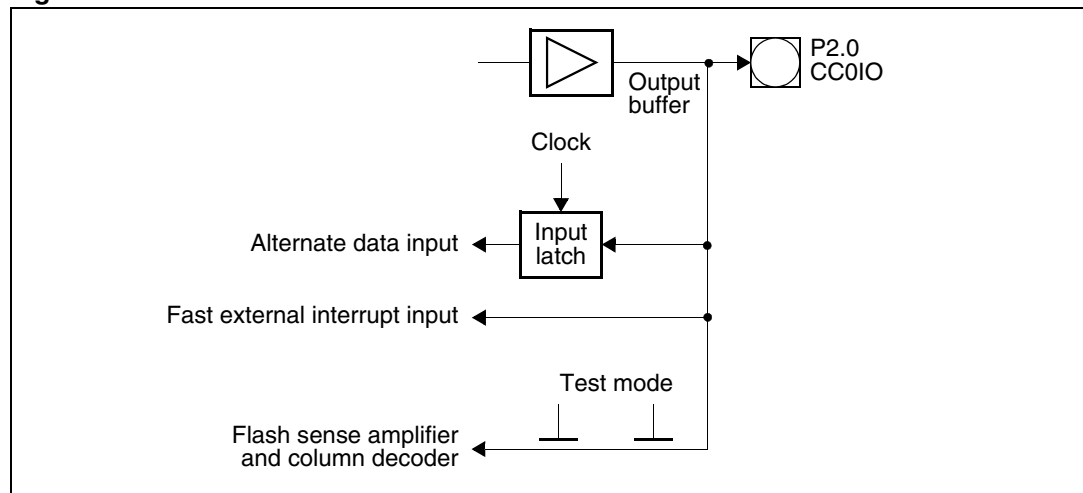 P2.0
CC0IO
Output
buffer
Clock
Input
latch
Alternate data input
Fast external interrupt input
Test mode
Flash sense amplifier
and column decoder